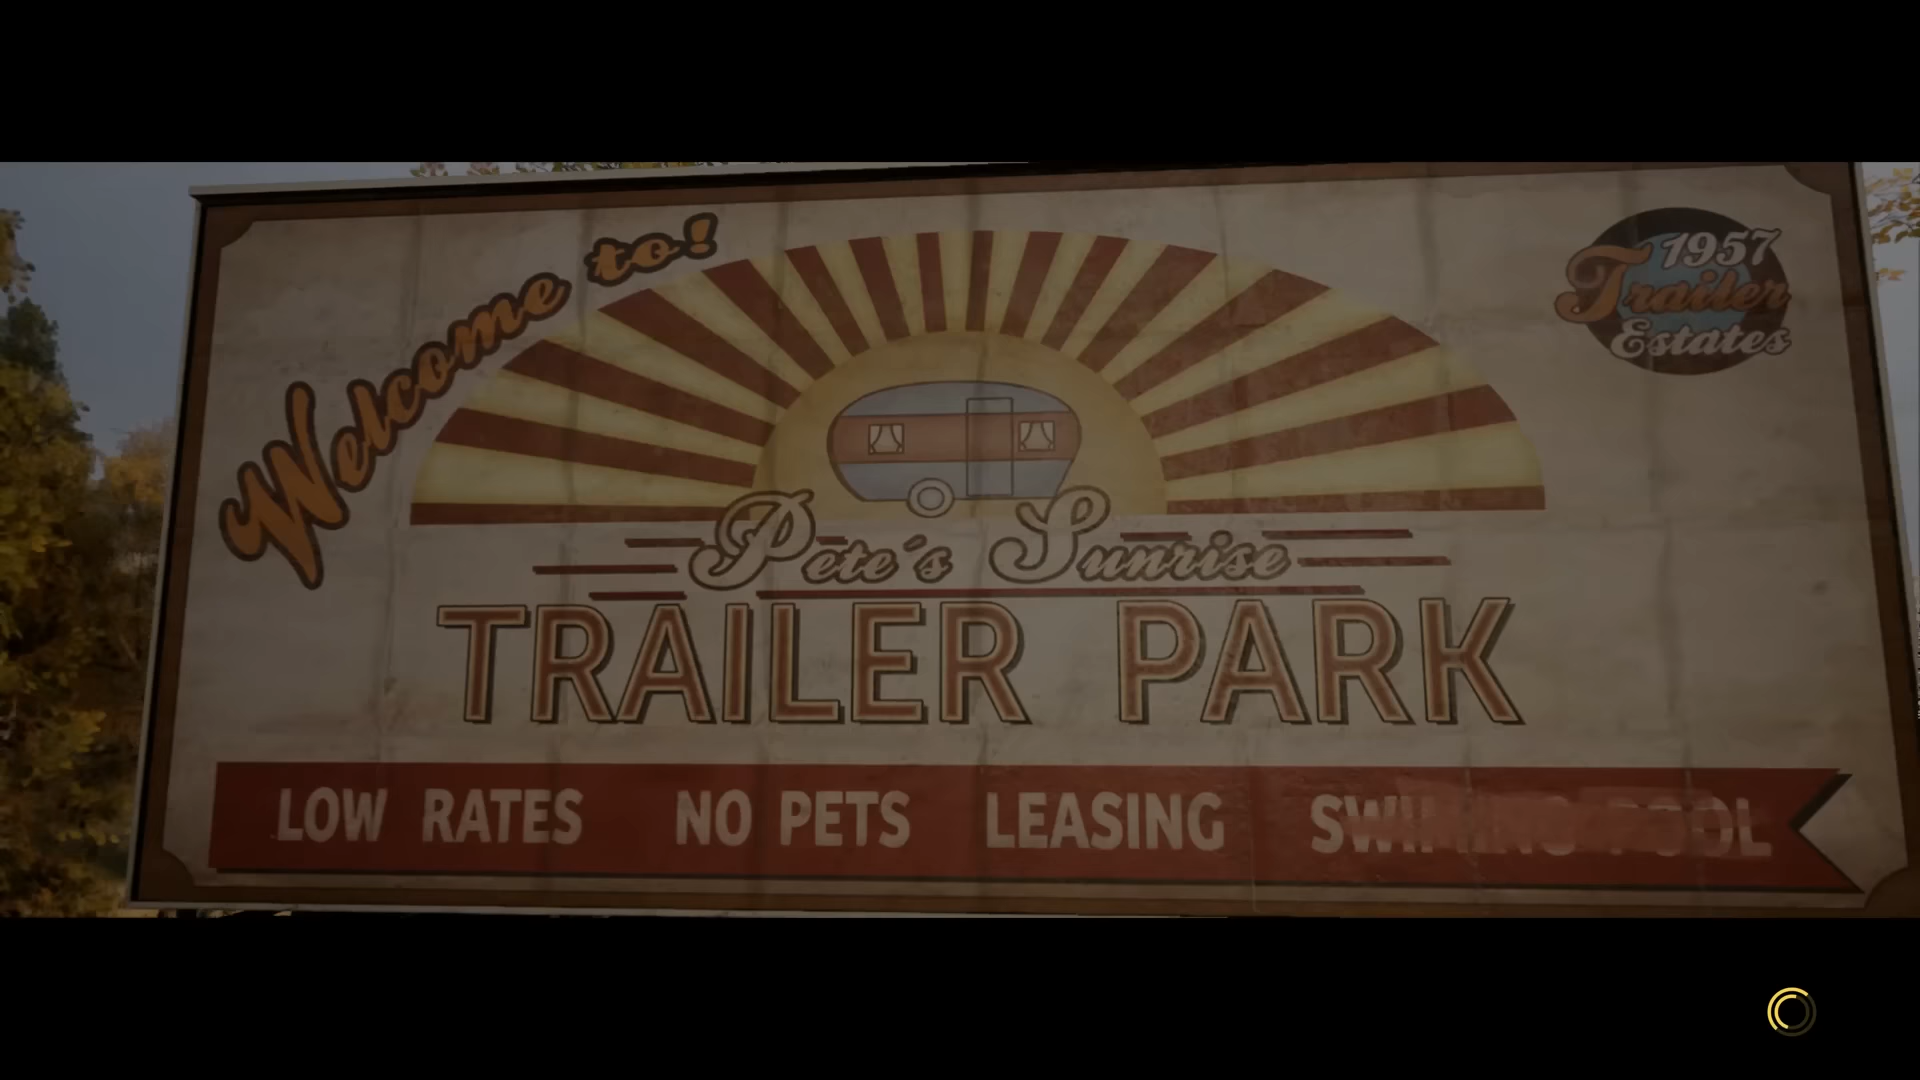 Welcome to!
1957
Trailer
Estates
Pete's Sunrise
TRAILER PARK
LOW RATES NO PETS LEASING